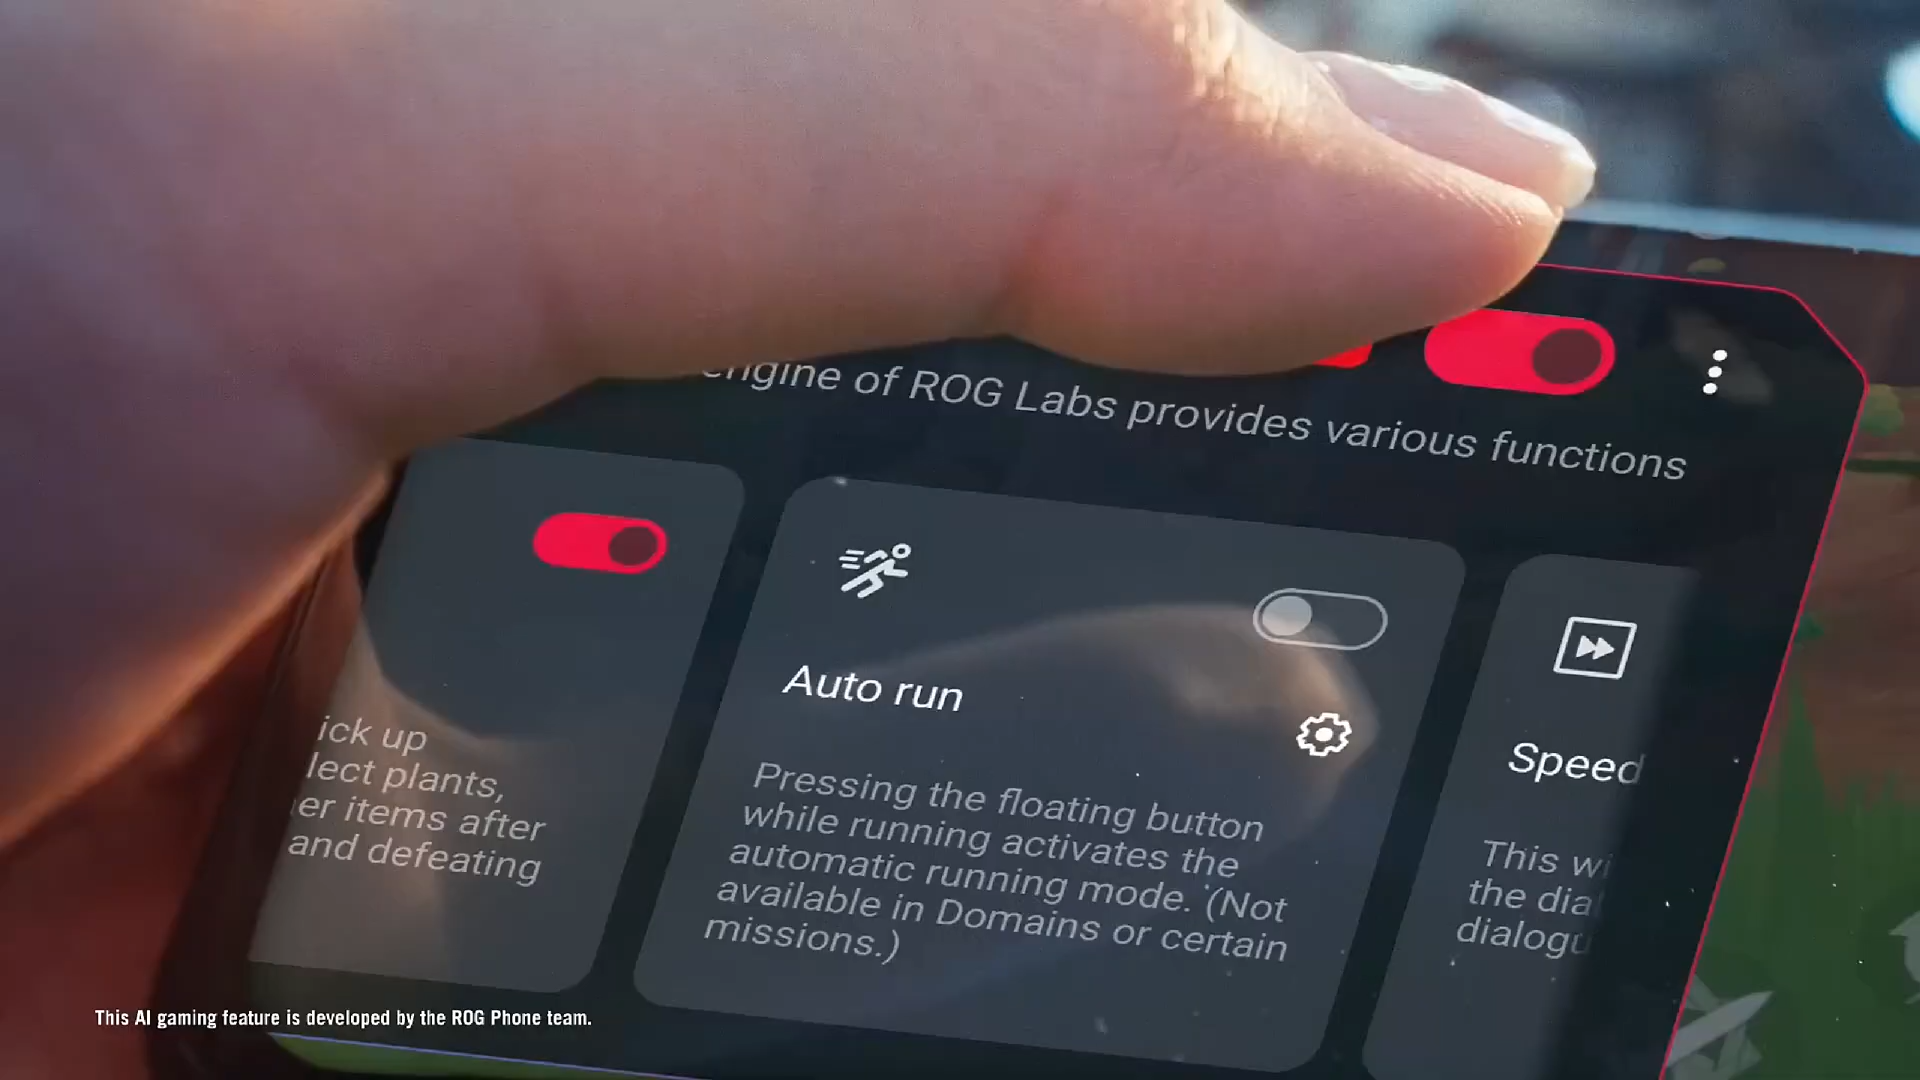 engine of ROG Labs provides various functions
ick up
lect plants,
er items after
and defeating
Auto run
Pressing the floating button
while running activates the
automatic running mode. (Not
available in Domains or certain
missions.)
Speed
This wi
the dia
dialogu
This AI gaming feature is developed by the ROG Phone team.